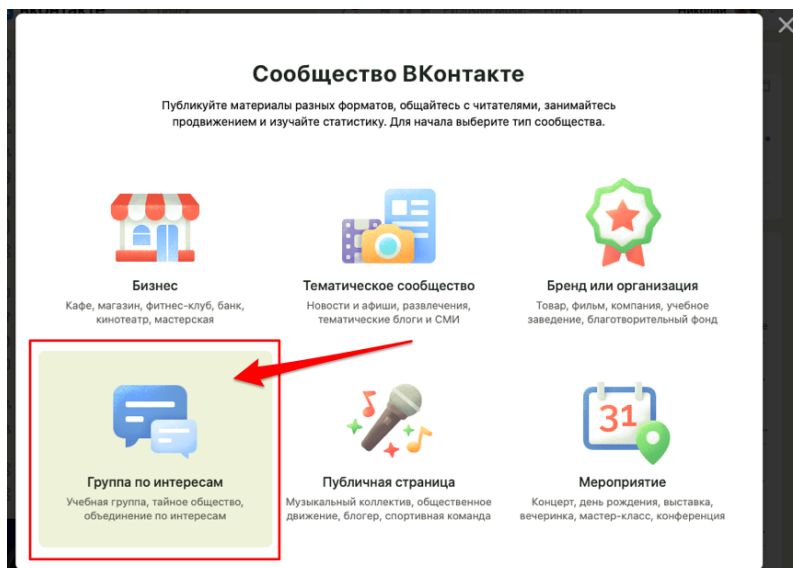 Сообщество ВКонтакте
Публикуйте материалы разных форматов, общайтесь с читателями, занимайтесь
продвижением и изучайте статистику. Для начала выберите тип сообщества.
Бизнес
Кафе, магазин, фитнес-клуб, банк,
кинотеатр, мастерская
Тематическое сообщество
Новости и афиши, развлечения,
тематические блоги и СМИ
Бренд или организация
Товар, фильм, компания, учебное
заведение, благотворительный фонд
31
Группа по интересам
Учебная группа, тайное общество,
объединение по интересам
Публичная страница
Музыкальный коллектив, общественное
движение, блогер, спортивная команда
Мероприятие
Концерт, день рождения, выставка,
вечеринка, мастер-класс, конференция